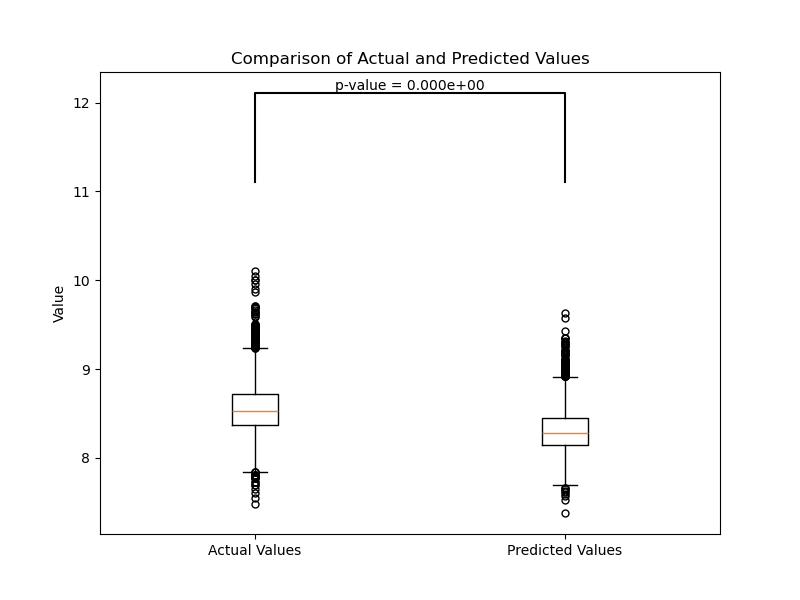 Comparison of Actual and Predicted Values
p-value = 0.000e+00
12
11
10
9
8
Value
Actual Values
Predicted Values